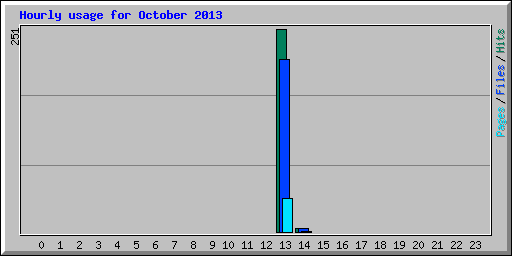 Hourly usage for October 2013
251
Pages/Files/Hits
0 1 2 3 4 5 6 7 8 9 10 11 12 13 14 15 16 17 18 19 20 21 22 23